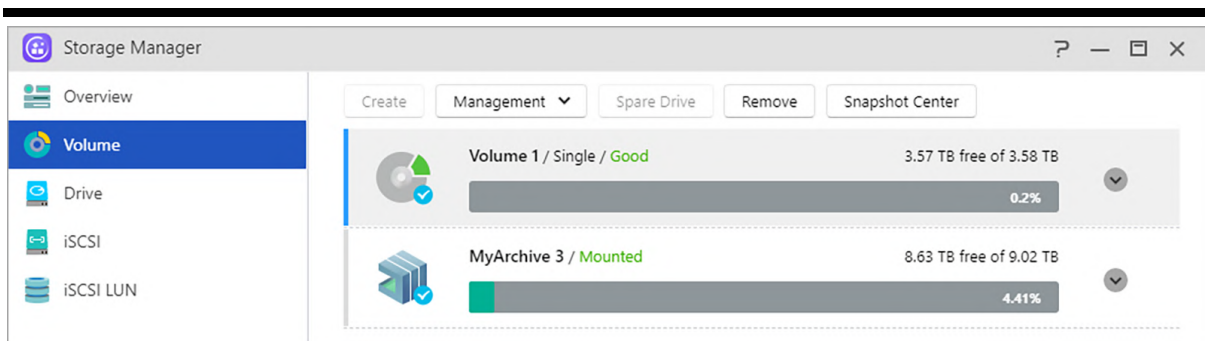 Storage Manager
Overview
Volume
Drive
iSCSI
iSCSI LUN
Create Management Spare Drive Remove Snapshot Center
Volume 1 / Single / Good 3.57 TB free of 3.58 TB
0.2%
MyArchive 3 / Mounted 8.63 TB free of 9.02 TB
4.41%